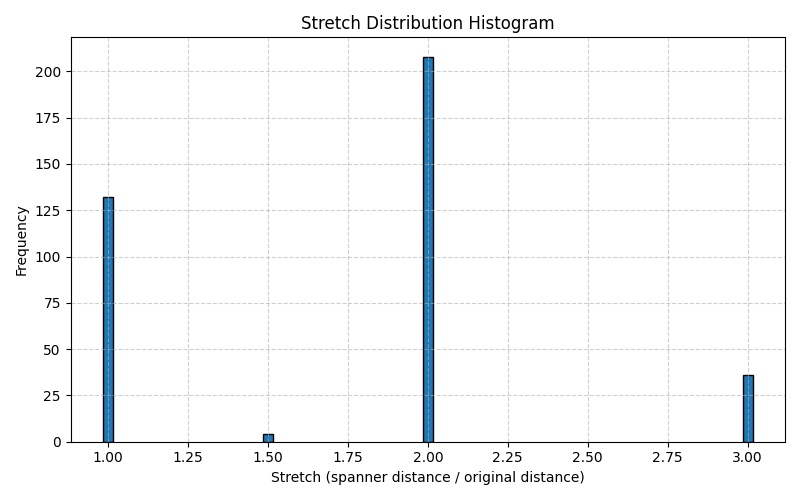 Stretch Distribution Histogram
200
175
150
125
100
75
50
25
0
Frequency
1.00 1.25 1.50 1.75 2.00 2.25 2.50 2.75 3.00
Stretch (spanner distance / original distance)